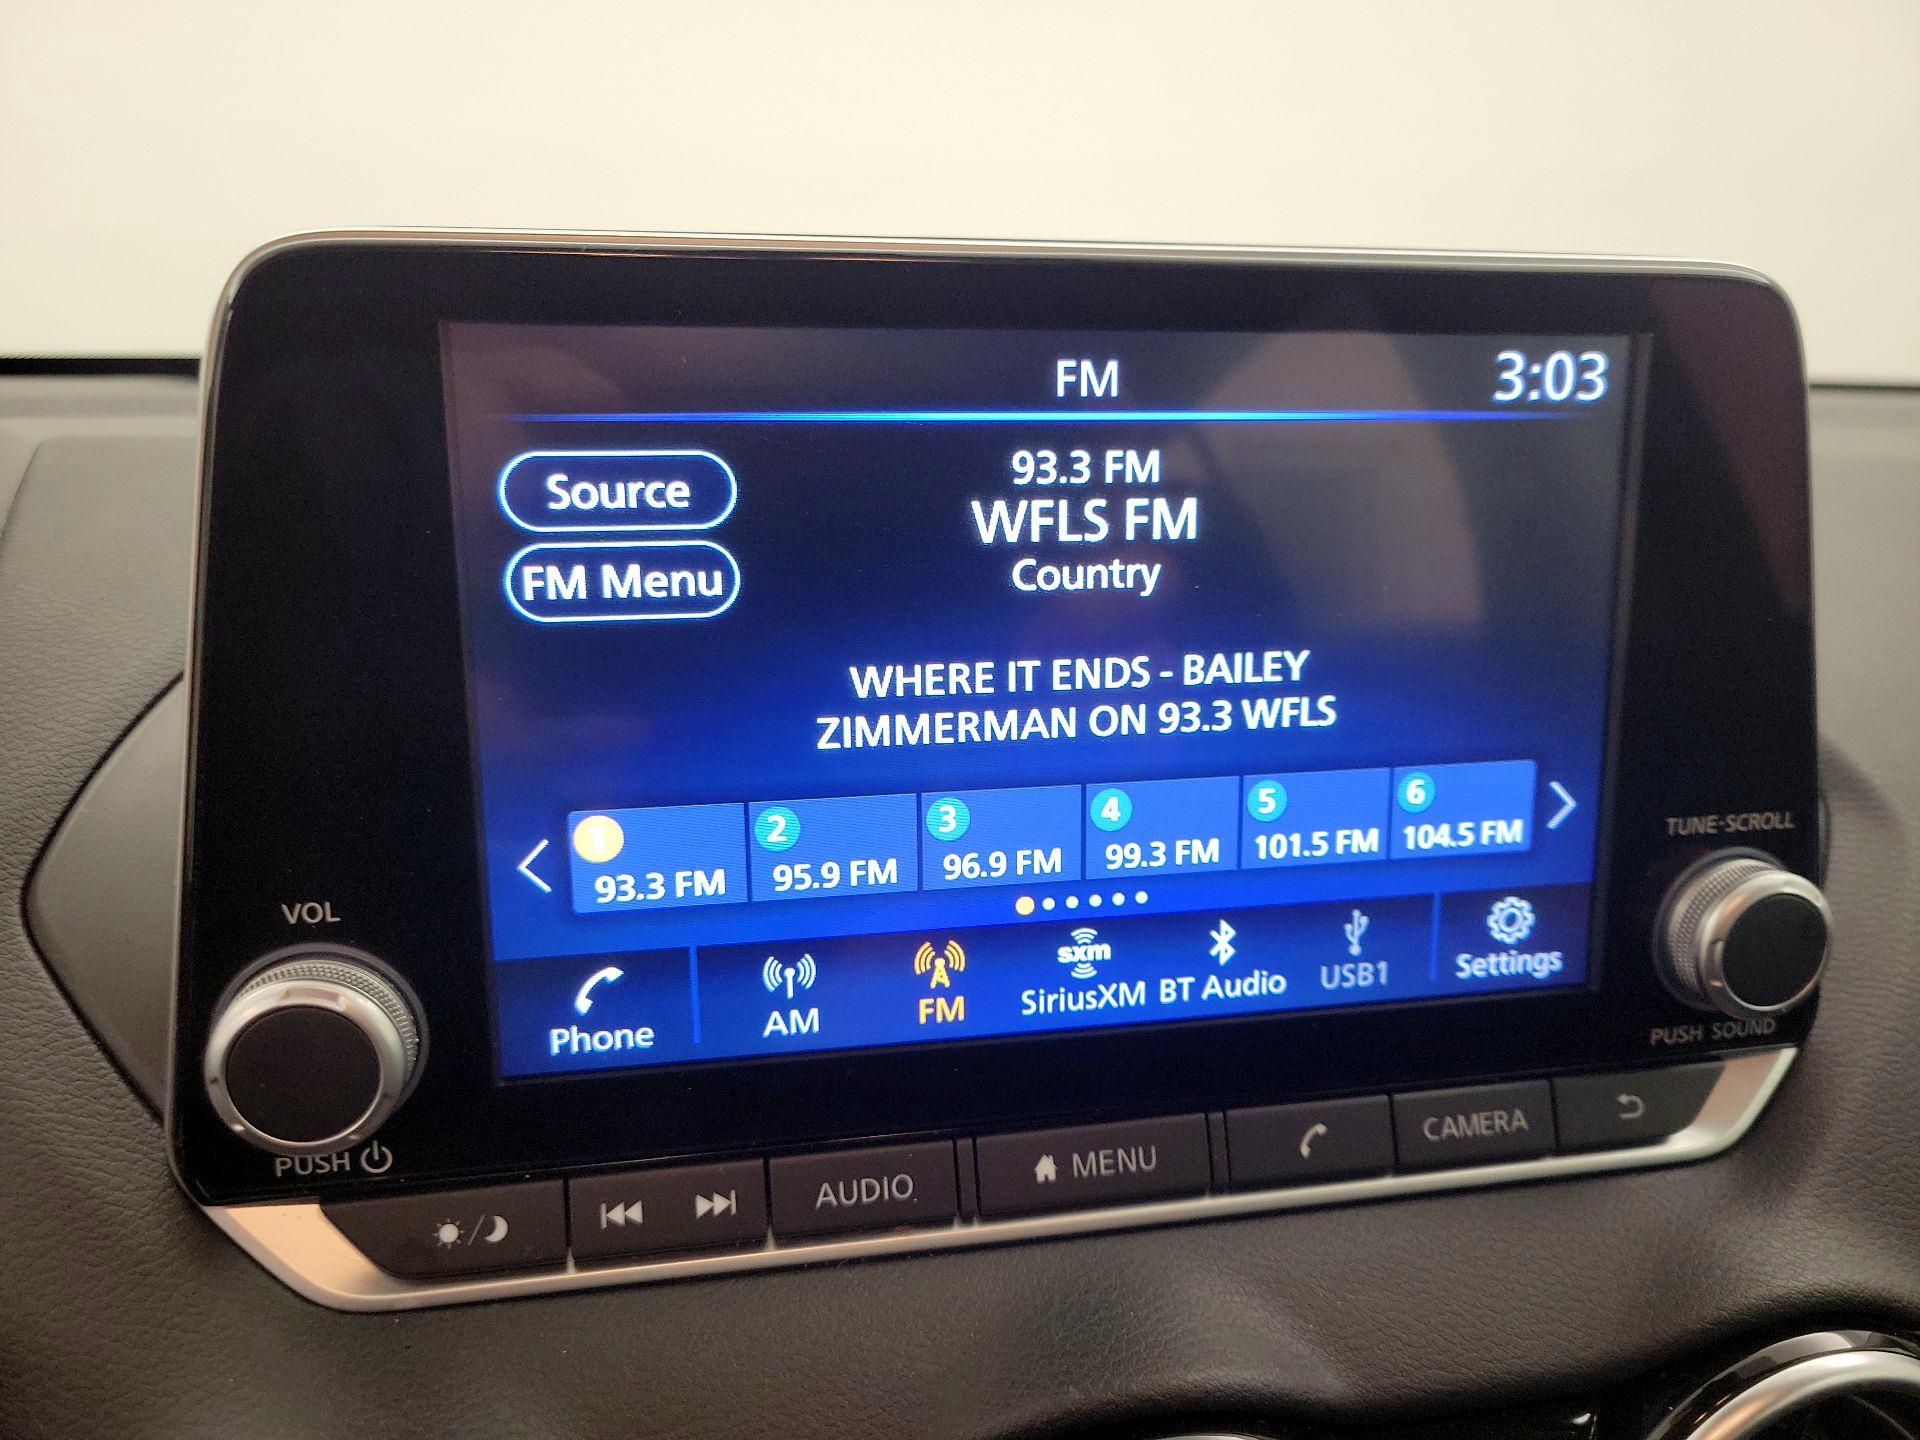 FM
3:03
Source
93.3 FM
WFLS FM
FM Menu
Country
WHERE IT ENDS - BAILEY
ZIMMERMAN ON 93.3 WFLS
1
93.3 FM
2
95.9 FM
3
96.9 FM
4
99.3 FM
5
101.5 FM
6
104.5 FM
TUNE·SCROLL
VOL
Phone
AM
FM
sxm
SiriusXM
BT Audio
USB1
Settings
PUSH SOUND
PUSH
AUDIO
MENU
CAMERA